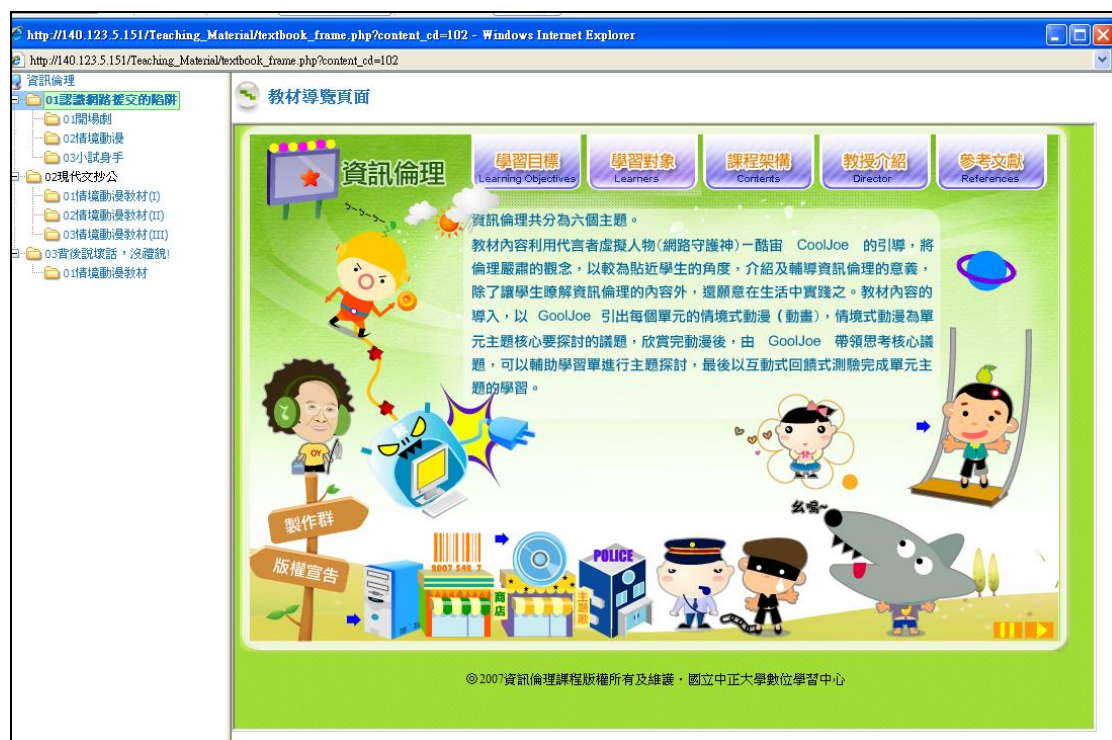 http://140.123.5.151/Teaching_Material/textbook_frame.php?content_cd=102 - Windows Internet Explorer
http://140.123.5.151/Teaching_Material/textbook_frame.php?content_cd=102
資訊倫理
01認識網路援交的陷阱
01開場劇
02情境動漫
03小試身手
02現代文抄公
01情境動漫教材(I)
02情境動漫教材(II)
03情境動漫教材(III)
03背後說壞話，沒禮貌!
01情境動漫教材
教材導覽頁面
資訊倫理
學習目標
Learning Objectives
學習對象
Learners
課程架構
Contents
教授介紹
Director
參考文獻
References
資訊倫理共分為六個主題。
教材內容利用代言者虛擬人物(網路守護神)－酷宙 CoolJoe 的引導，將
倫理嚴肅的觀念，以較為貼近學生的角度，介紹及輔導資訊倫理的意義，
除了讓學生瞭解資訊倫理的內容外，還願意在生活中實踐之。教材內容的
導入，以 GoolJoe 引出每個單元的情境式動漫（動畫），情境式動漫為單
元主題核心要探討的議題，欣賞完動漫後，由 GoolJoe 帶領思考核心議
題，可以輔助學習單進行主題探討，最後以互動式回饋式測驗完成單元主
題的學習。
OY
製作群
版權宣告
商店
主題歌
POLICE
幺嗚~
©2007資訊倫理課程版權所有及維護．國立中正大學數位學習中心